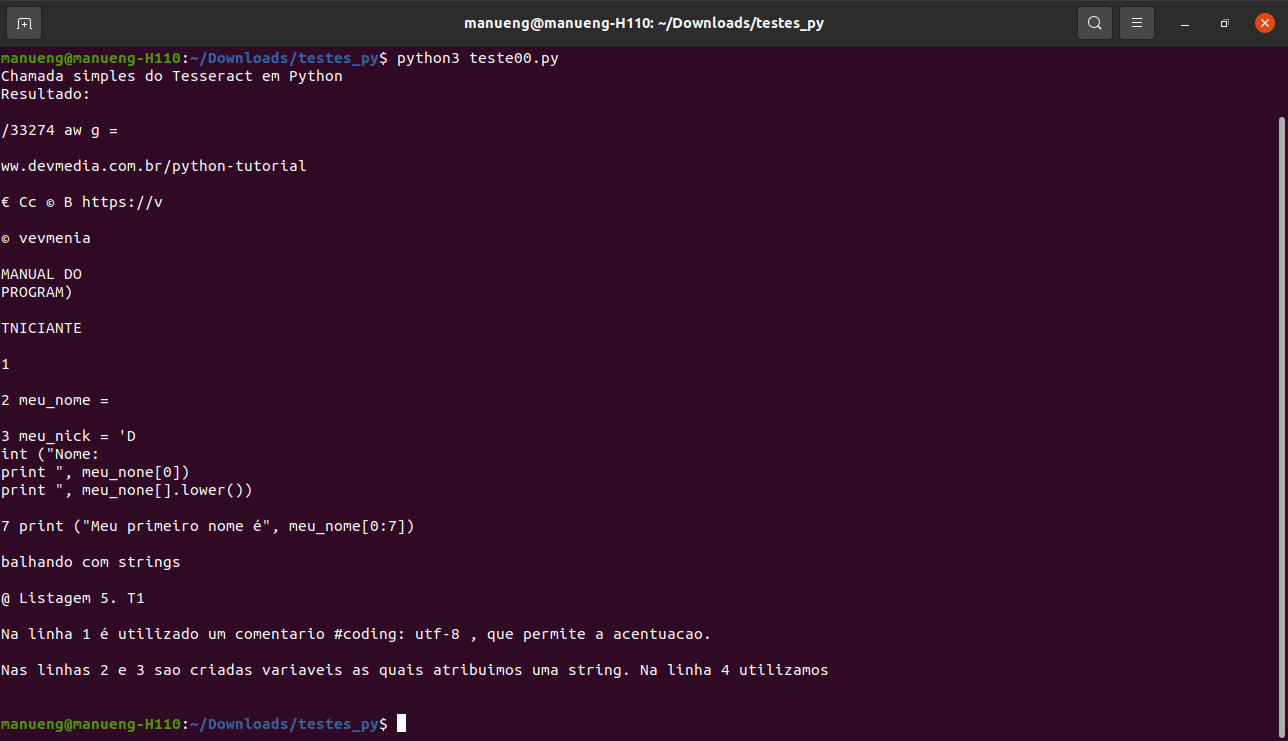 manueng@manueng-H110: ~/Downloads/testes_py
manueng@manueng-H110:~/Downloads/testes_py$ python3 teste00.py
Chamada simples do Tesseract em Python
Resultado:
/33274 aw g =
ww.devmedia.com.br/python-tutorial
€ Cc © B https://v
© vevmenia
MANUAL DO
PROGRAM)
TNICIANTE
1
2 meu_nome =
3 meu_nick = 'D
int ("Nome:
print ", meu_none[0])
print ", meu_none[].lower())
7 print ("Meu primeiro nome é", meu_nome[0:7])
balhando com strings
@ Listagem 5. T1
Na linha 1 é utilizado um comentario #coding: utf-8 , que permite a acentuacao.
Nas linhas 2 e 3 sao criadas variaveis as quais atribuimos uma string. Na linha 4 utilizamos
manueng@manueng-H110:~/Downloads/testes_py$